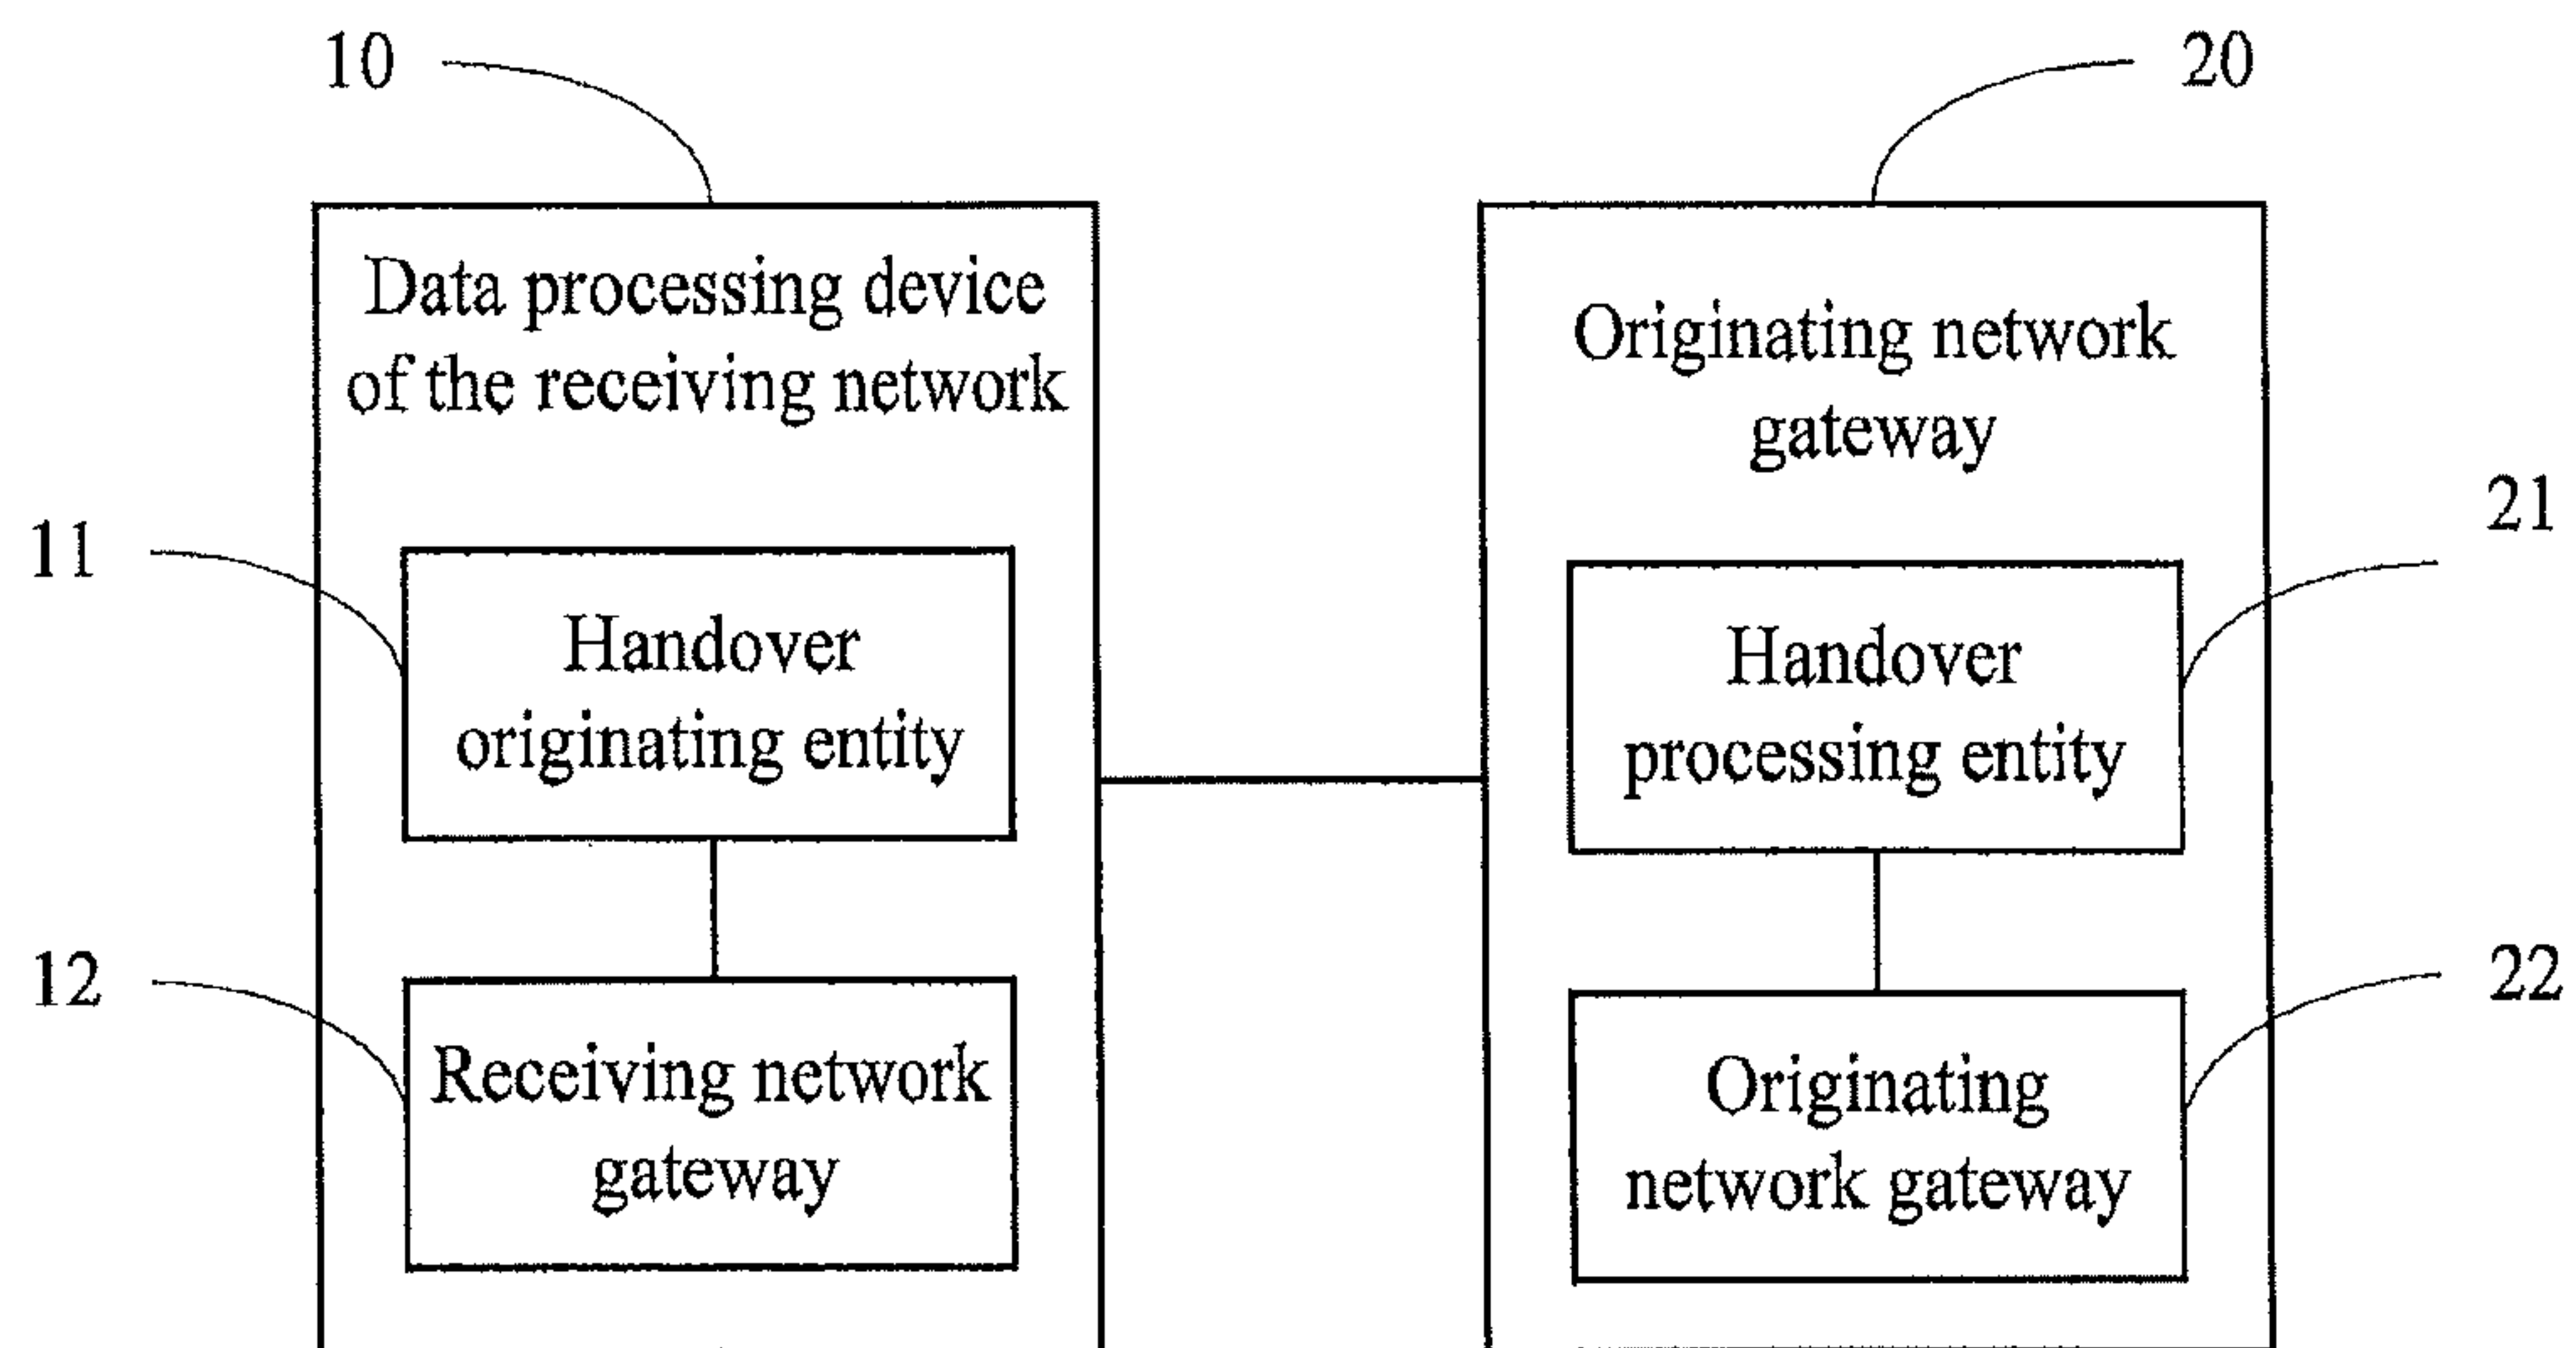 10
20
Data processing device
of the receiving network
Originating network
gateway
11
21
Handover
originating entity
Handover
processing entity
12
22
Receiving network
gateway
Originating
network gateway